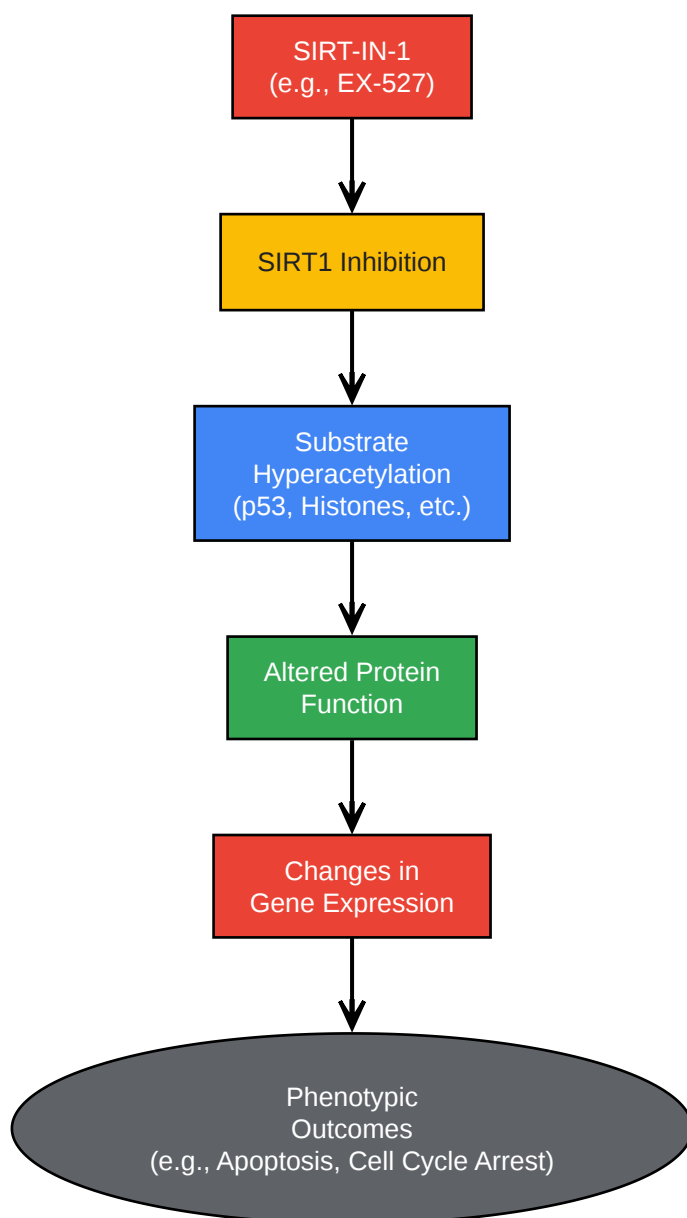 SIRT-IN-1
(e.g., EX-527)
SIRT1 Inhibition
Substrate
Hyperacetylation
(p53, Histones, etc.)
Altered Protein
Function
Changes in
Gene Expression
Phenotypic
Outcomes
(e.g., Apoptosis, Cell Cycle Arrest)